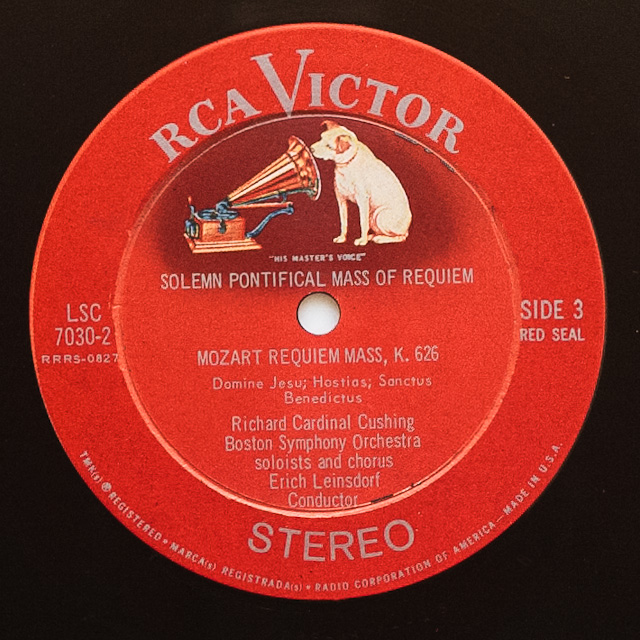 RCA VICTOR
"HIS MASTER'S VOICE"
SOLEMN PONTIFICAL MASS OF REQUIEM
LSC
7030-2
RRRS-0827
SIDE 3
RED SEAL
MOZART REQUIEM MASS, K. 626
Domine Jesu; Hostias; Sanctus
Benedictus
Richard Cardinal Cushing
Boston Symphony Orchestra
soloists and chorus
Erich Leinsdorf
Conductor
STEREO
TMK(s) ® REGISTERED • MARCA(s) REGISTRADA(s) • RADIO CORPORATION OF AMERICA—MADE IN U.S.A.